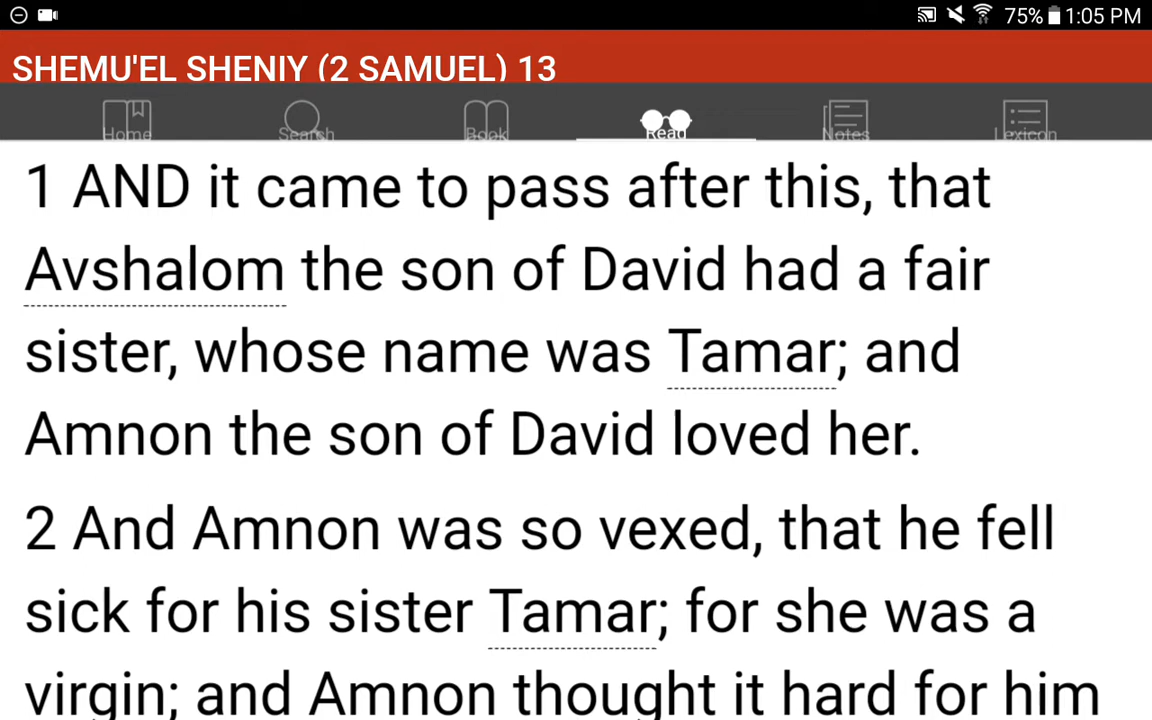 75% 1:05 PM
SHEMU'EL SHENIY (2 SAMUEL) 13
Home Search Book Read Notes Lexicon
1 AND it came to pass after this, that
Avshalom the son of David had a fair
sister, whose name was Tamar; and
Amnon the son of David loved her.
2 And Amnon was so vexed, that he fell
sick for his sister Tamar; for she was a
virgin; and Amnon thought it hard for him